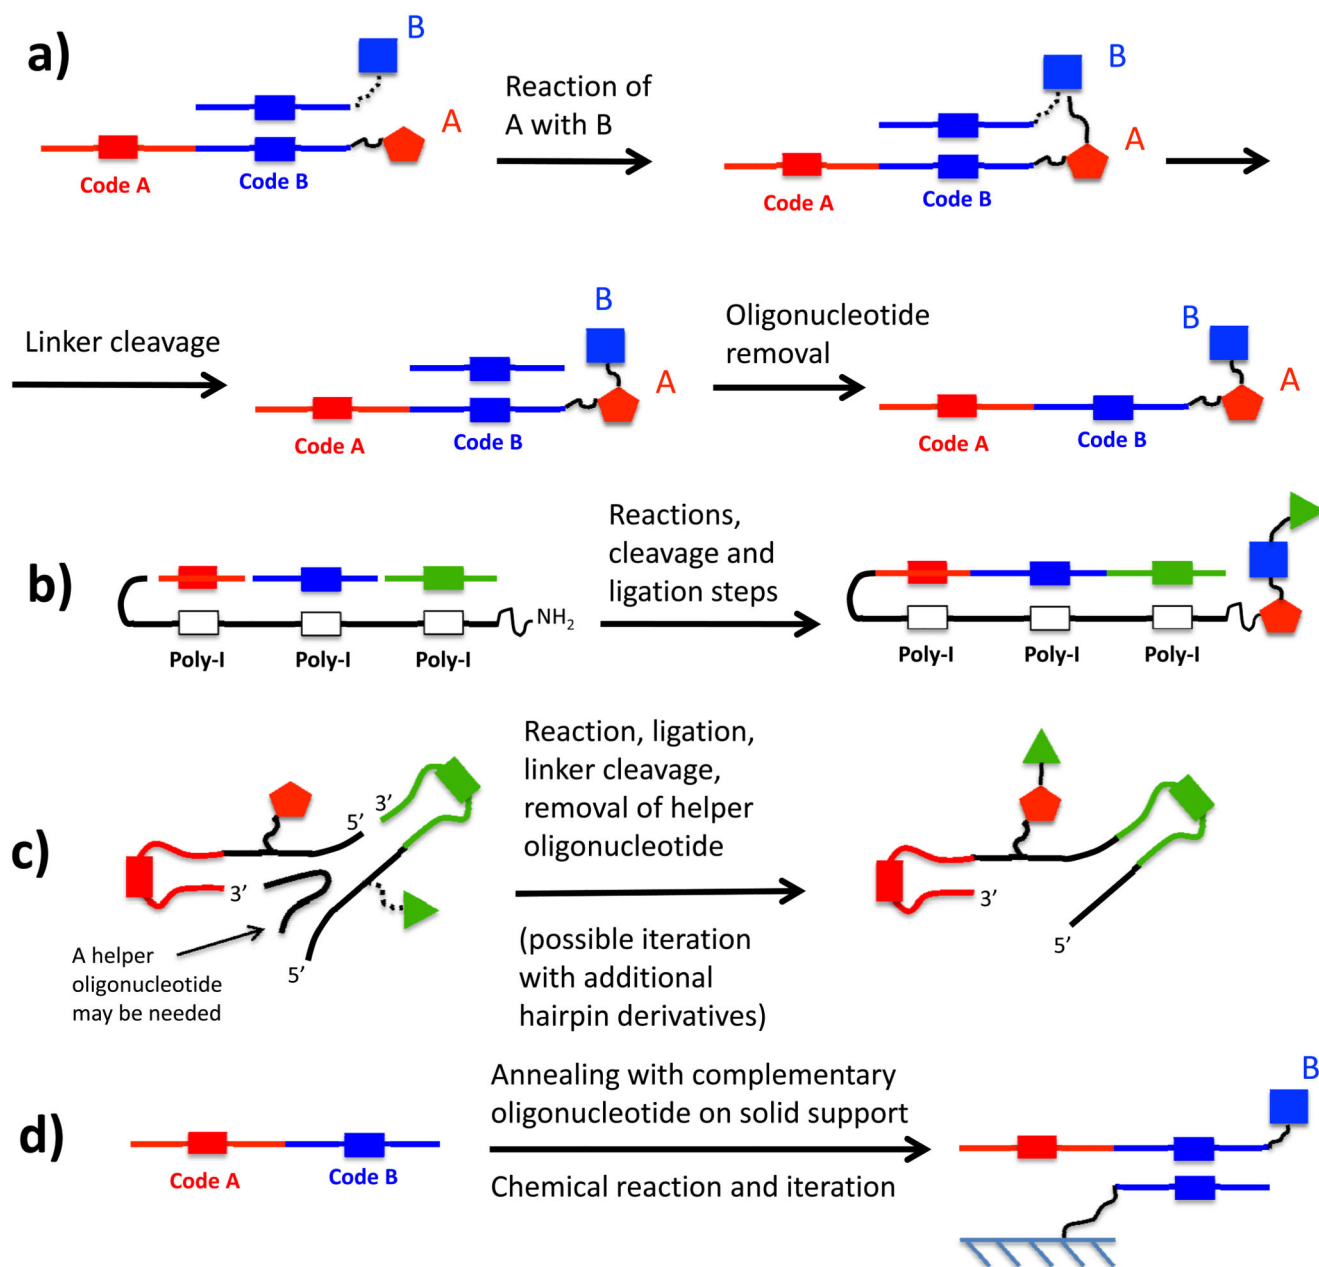 a)
B
A
Code A
Code B
Reaction of
A with B
B
A
Code A
Code B
Linker cleavage
B
A
Code A
Code B
Oligonucleotide
removal
B
A
Code A
Code B
b)
NH2
Poly-I
Poly-I
Poly-I
Reactions,
cleavage and
ligation steps
Poly-I
Poly-I
Poly-I
c)
3’
5’
3’
5’
A helper
oligonucleotide
may be needed
Reaction, ligation,
linker cleavage,
removal of helper
oligonucleotide
(possible iteration
with additional
hairpin derivatives)
3’
5’
d)
Code A
Code B
Annealing with complementary
oligonucleotide on solid support
Chemical reaction and iteration
B